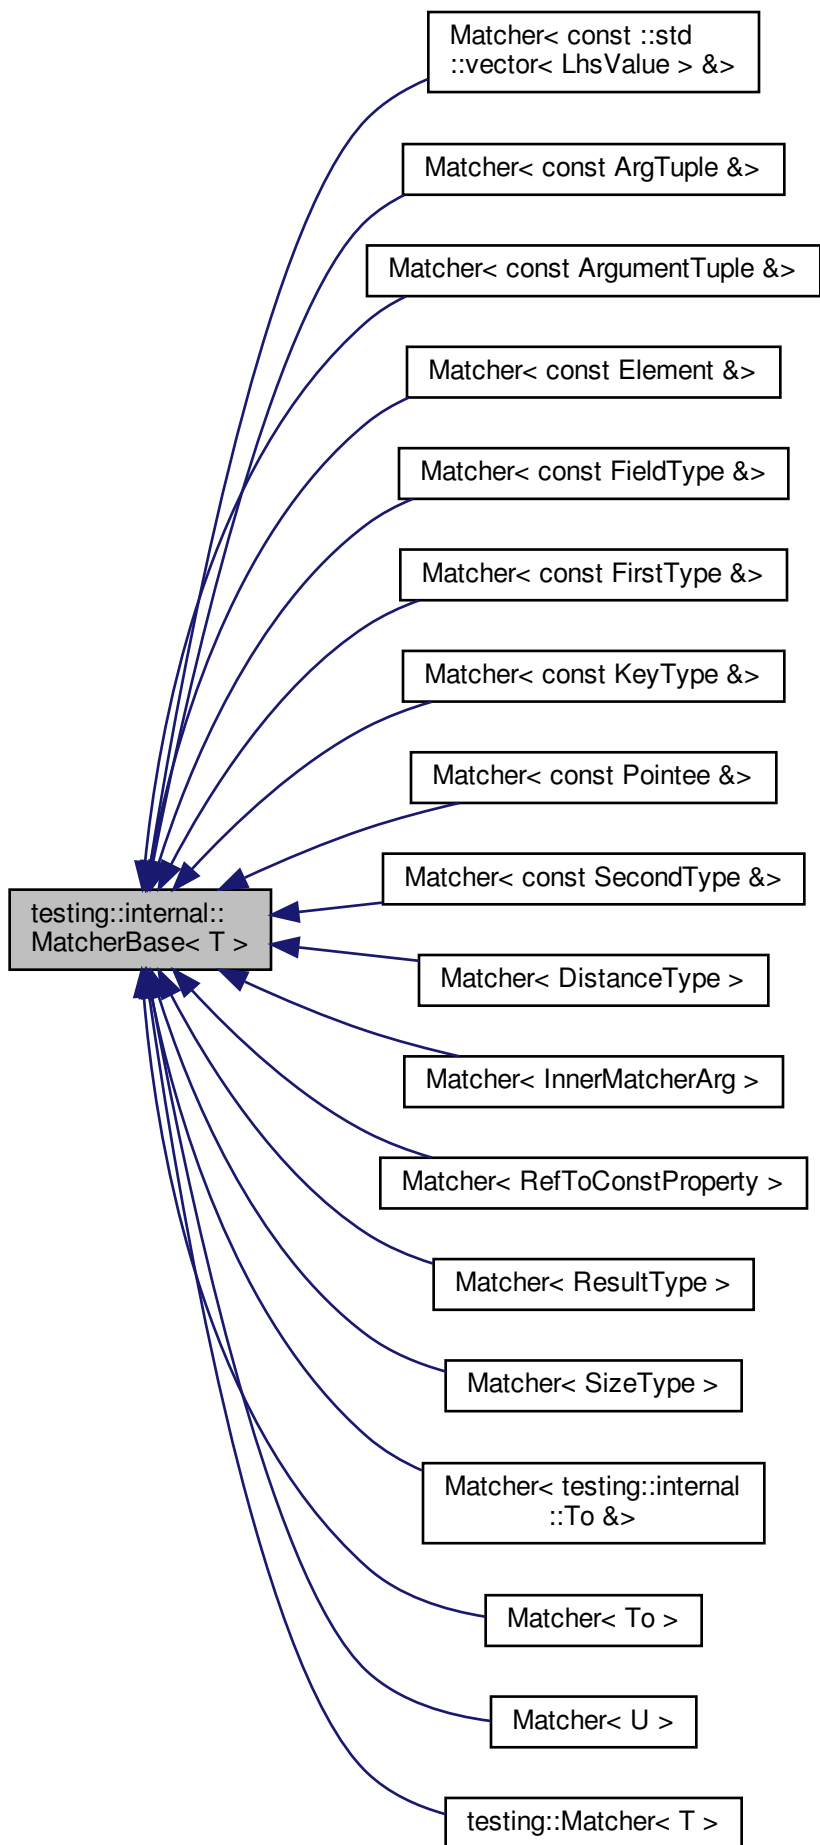 Matcher< const ::std
::vector< LhsValue > &>
Matcher< const ArgTuple &>
Matcher< const ArgumentTuple &>
Matcher< const Element &>
Matcher< const FieldType &>
Matcher< const FirstType &>
Matcher< const KeyType &>
Matcher< const Pointee &>
Matcher< const SecondType &>
testing::internal::
MatcherBase< T >
Matcher< DistanceType >
Matcher< InnerMatcherArg >
Matcher< RefToConstProperty >
Matcher< ResultType >
Matcher< SizeType >
Matcher< testing::internal
::To &>
Matcher< To >
Matcher< U >
testing::Matcher< T >